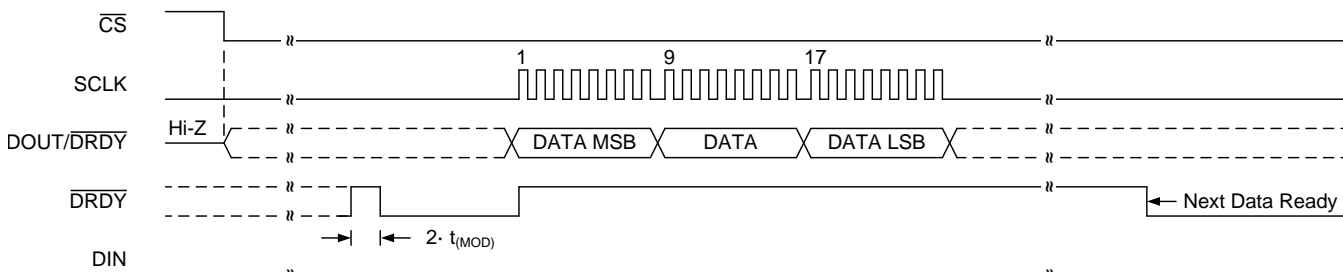 CS
1 9 17
SCLK
Hi-Z
DOUT/DRDY DATA MSB DATA DATA LSB
DRDY Next Data Ready
2· t(MOD)
DIN